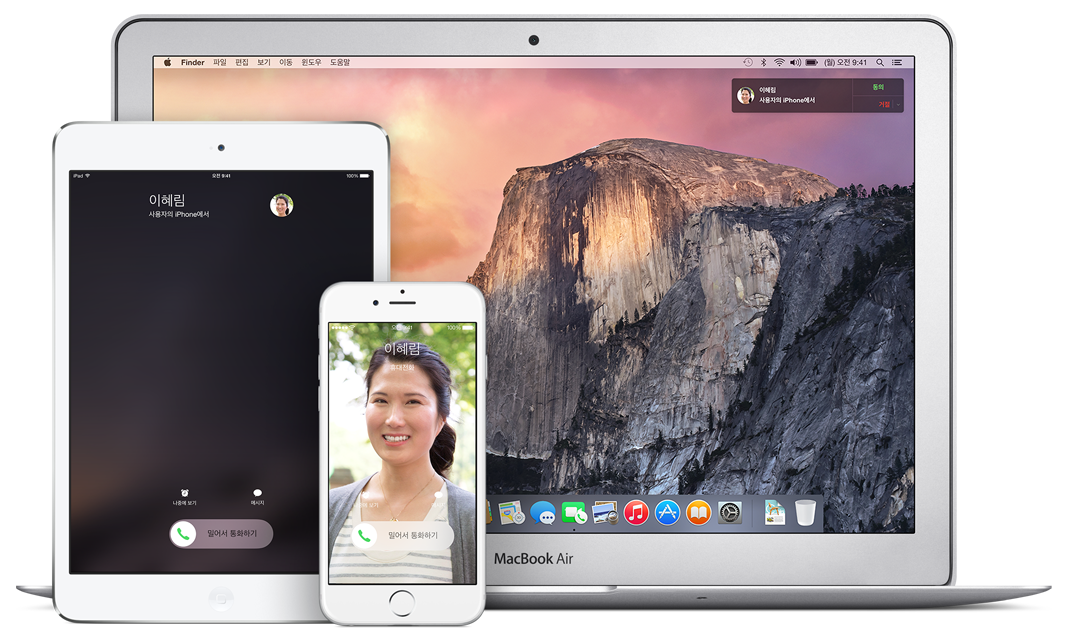 Finder 파일 편집 보기 이동 윈도우 도움말
(월) 오전 9:41
이혜림
사용자의 iPhone에서
동의
거절
iPad
오전 9:41
100%
이혜림
사용자의 iPhone에서
나중에 보기
메시지
밀어서 통화하기
오전 9:41
100%
이혜림
휴대전화
밀어서 통화하기
MacBook Air